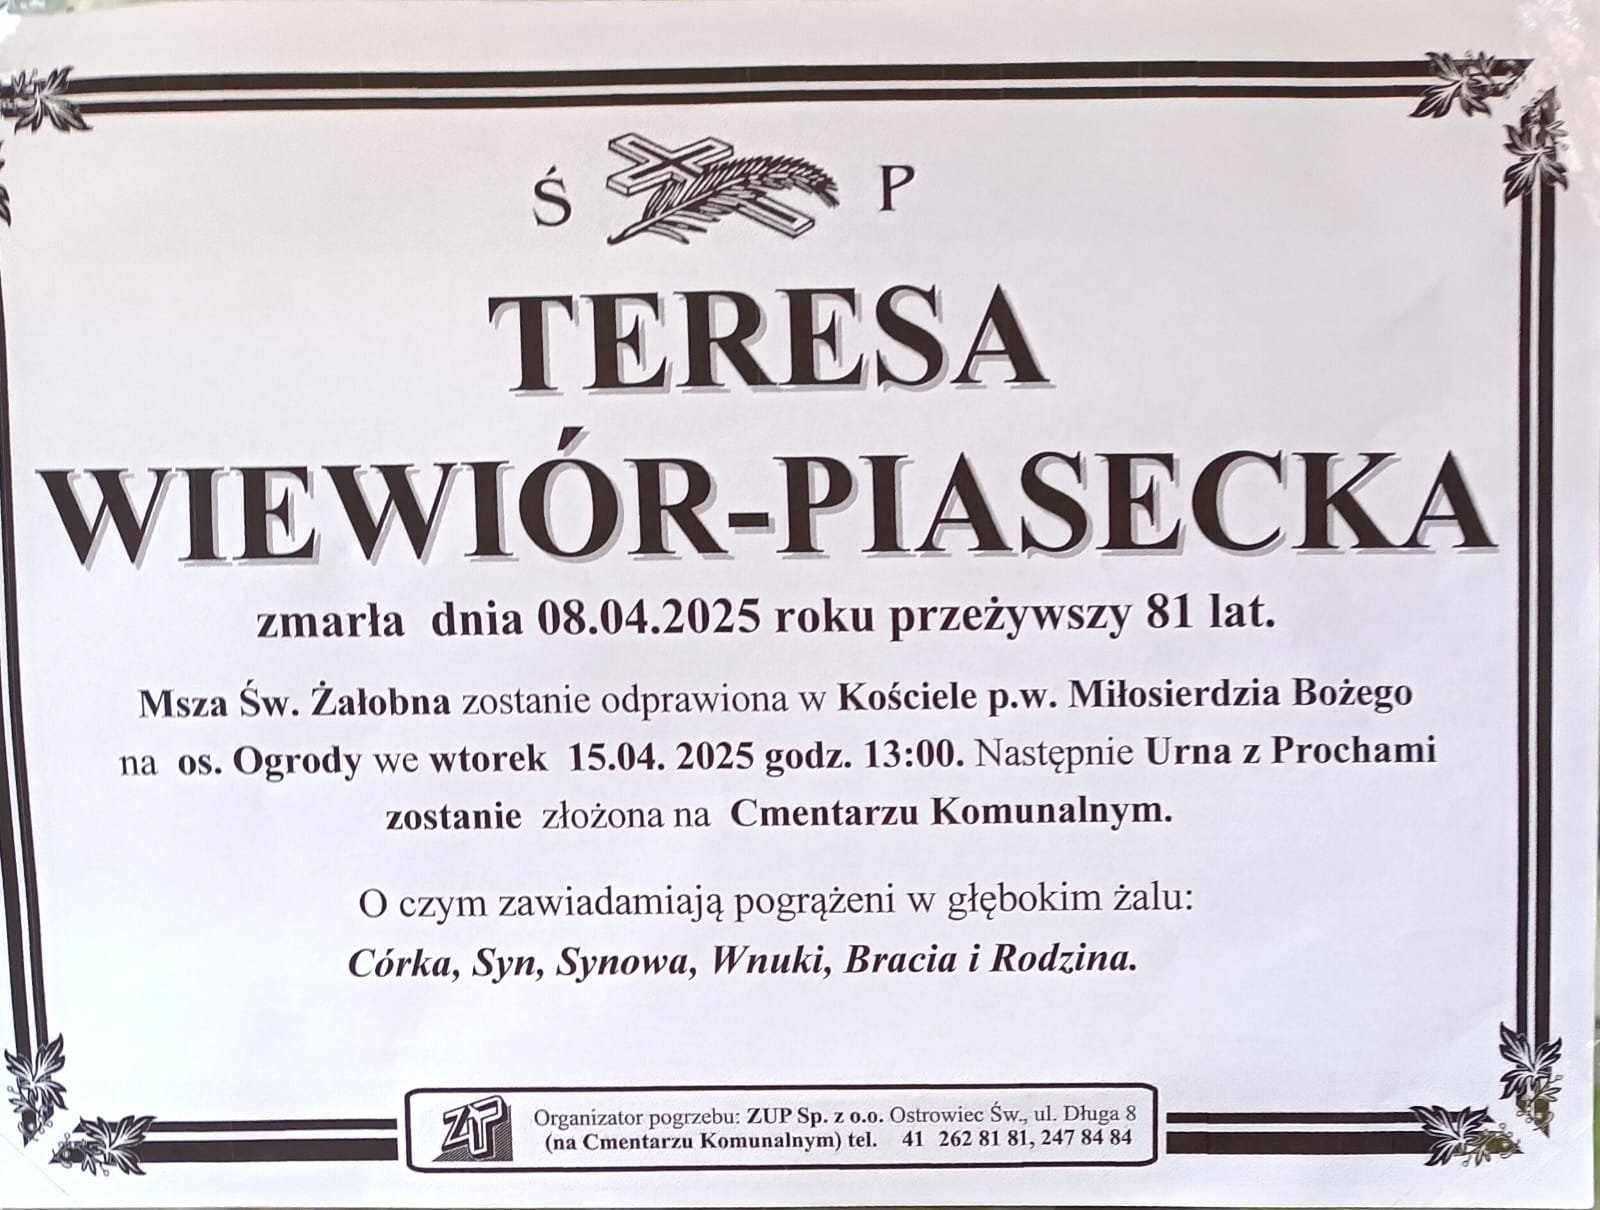 Ś P
TERESA
WIEWIÓR-PIASECKA
zmarła dnia 08.04.2025 roku przeżywszy 81 lat.
Msza Św. Żałobna zostanie odprawiona w Kościele p.w. Miłosierdzia Bożego
na os. Ogrody we wtorek 15.04. 2025 godz. 13:00. Następnie Urna z Prochami
zostanie złożona na Cmentarzu Komunalnym.
O czym zawiadamiają pogrążeni w głębokim żalu:
Córka, Syn, Synowa, Wnuki, Bracia i Rodzina.
ZUP
Organizator pogrzebu: ZUP Sp. z o.o. Ostrowiec Św., ul. Długa 8
(na Cmentarzu Komunalnym) tel. 41 262 81 81, 247 84 84